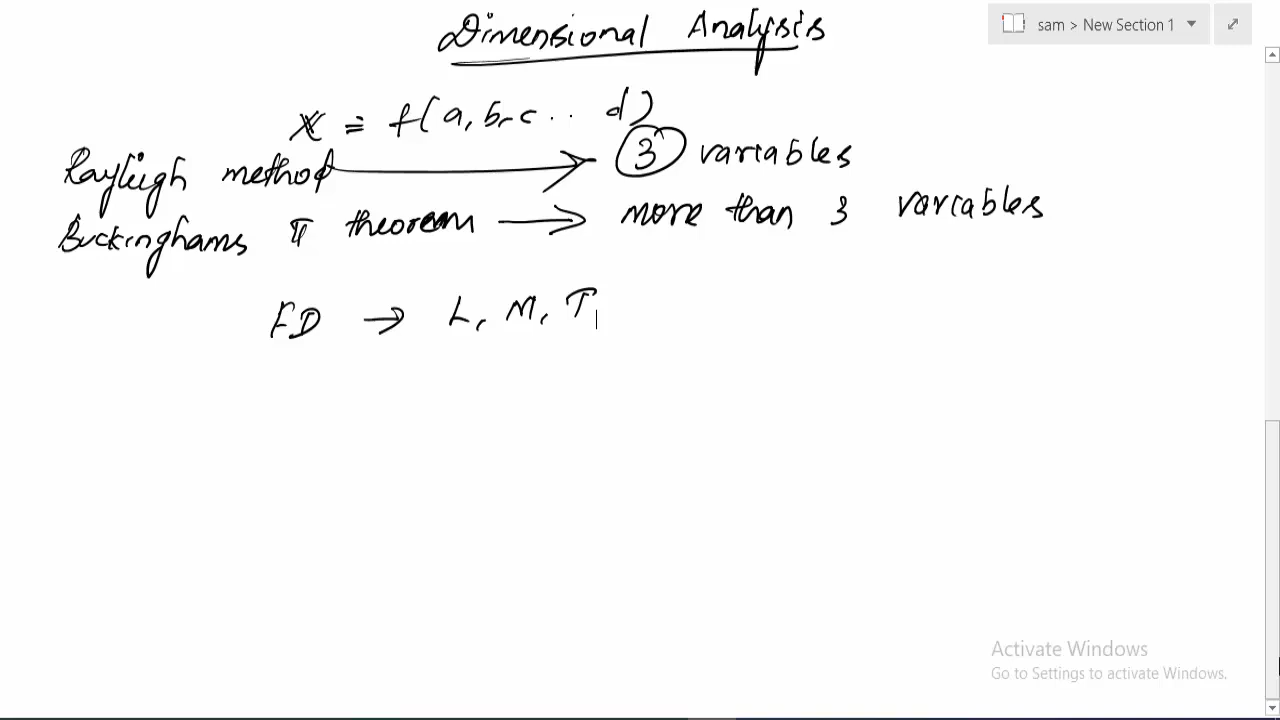 Dimensional Analysis
sam > New Section 1
X = f(a, b, c .. d)
Rayleigh method → 3 variables
Buckinghams π theorem → more than 3 variables
FD → L, M, T
Activate Windows
Go to Settings to activate Windows.